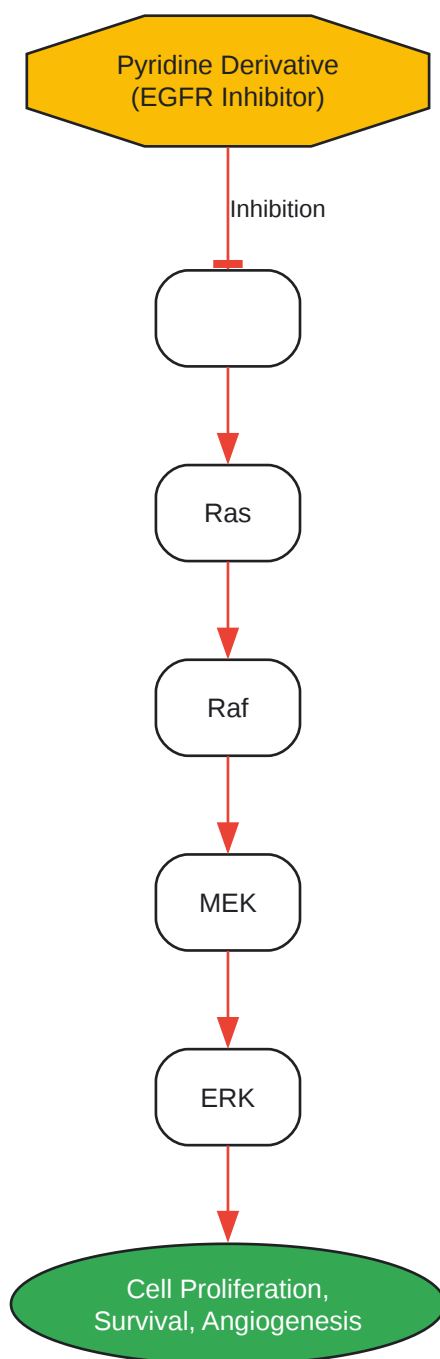 Pyridine Derivative
(EGFR Inhibitor)
Inhibition
Ras
Raf
MEK
ERK
Cell Proliferation,
Survival, Angiogenesis